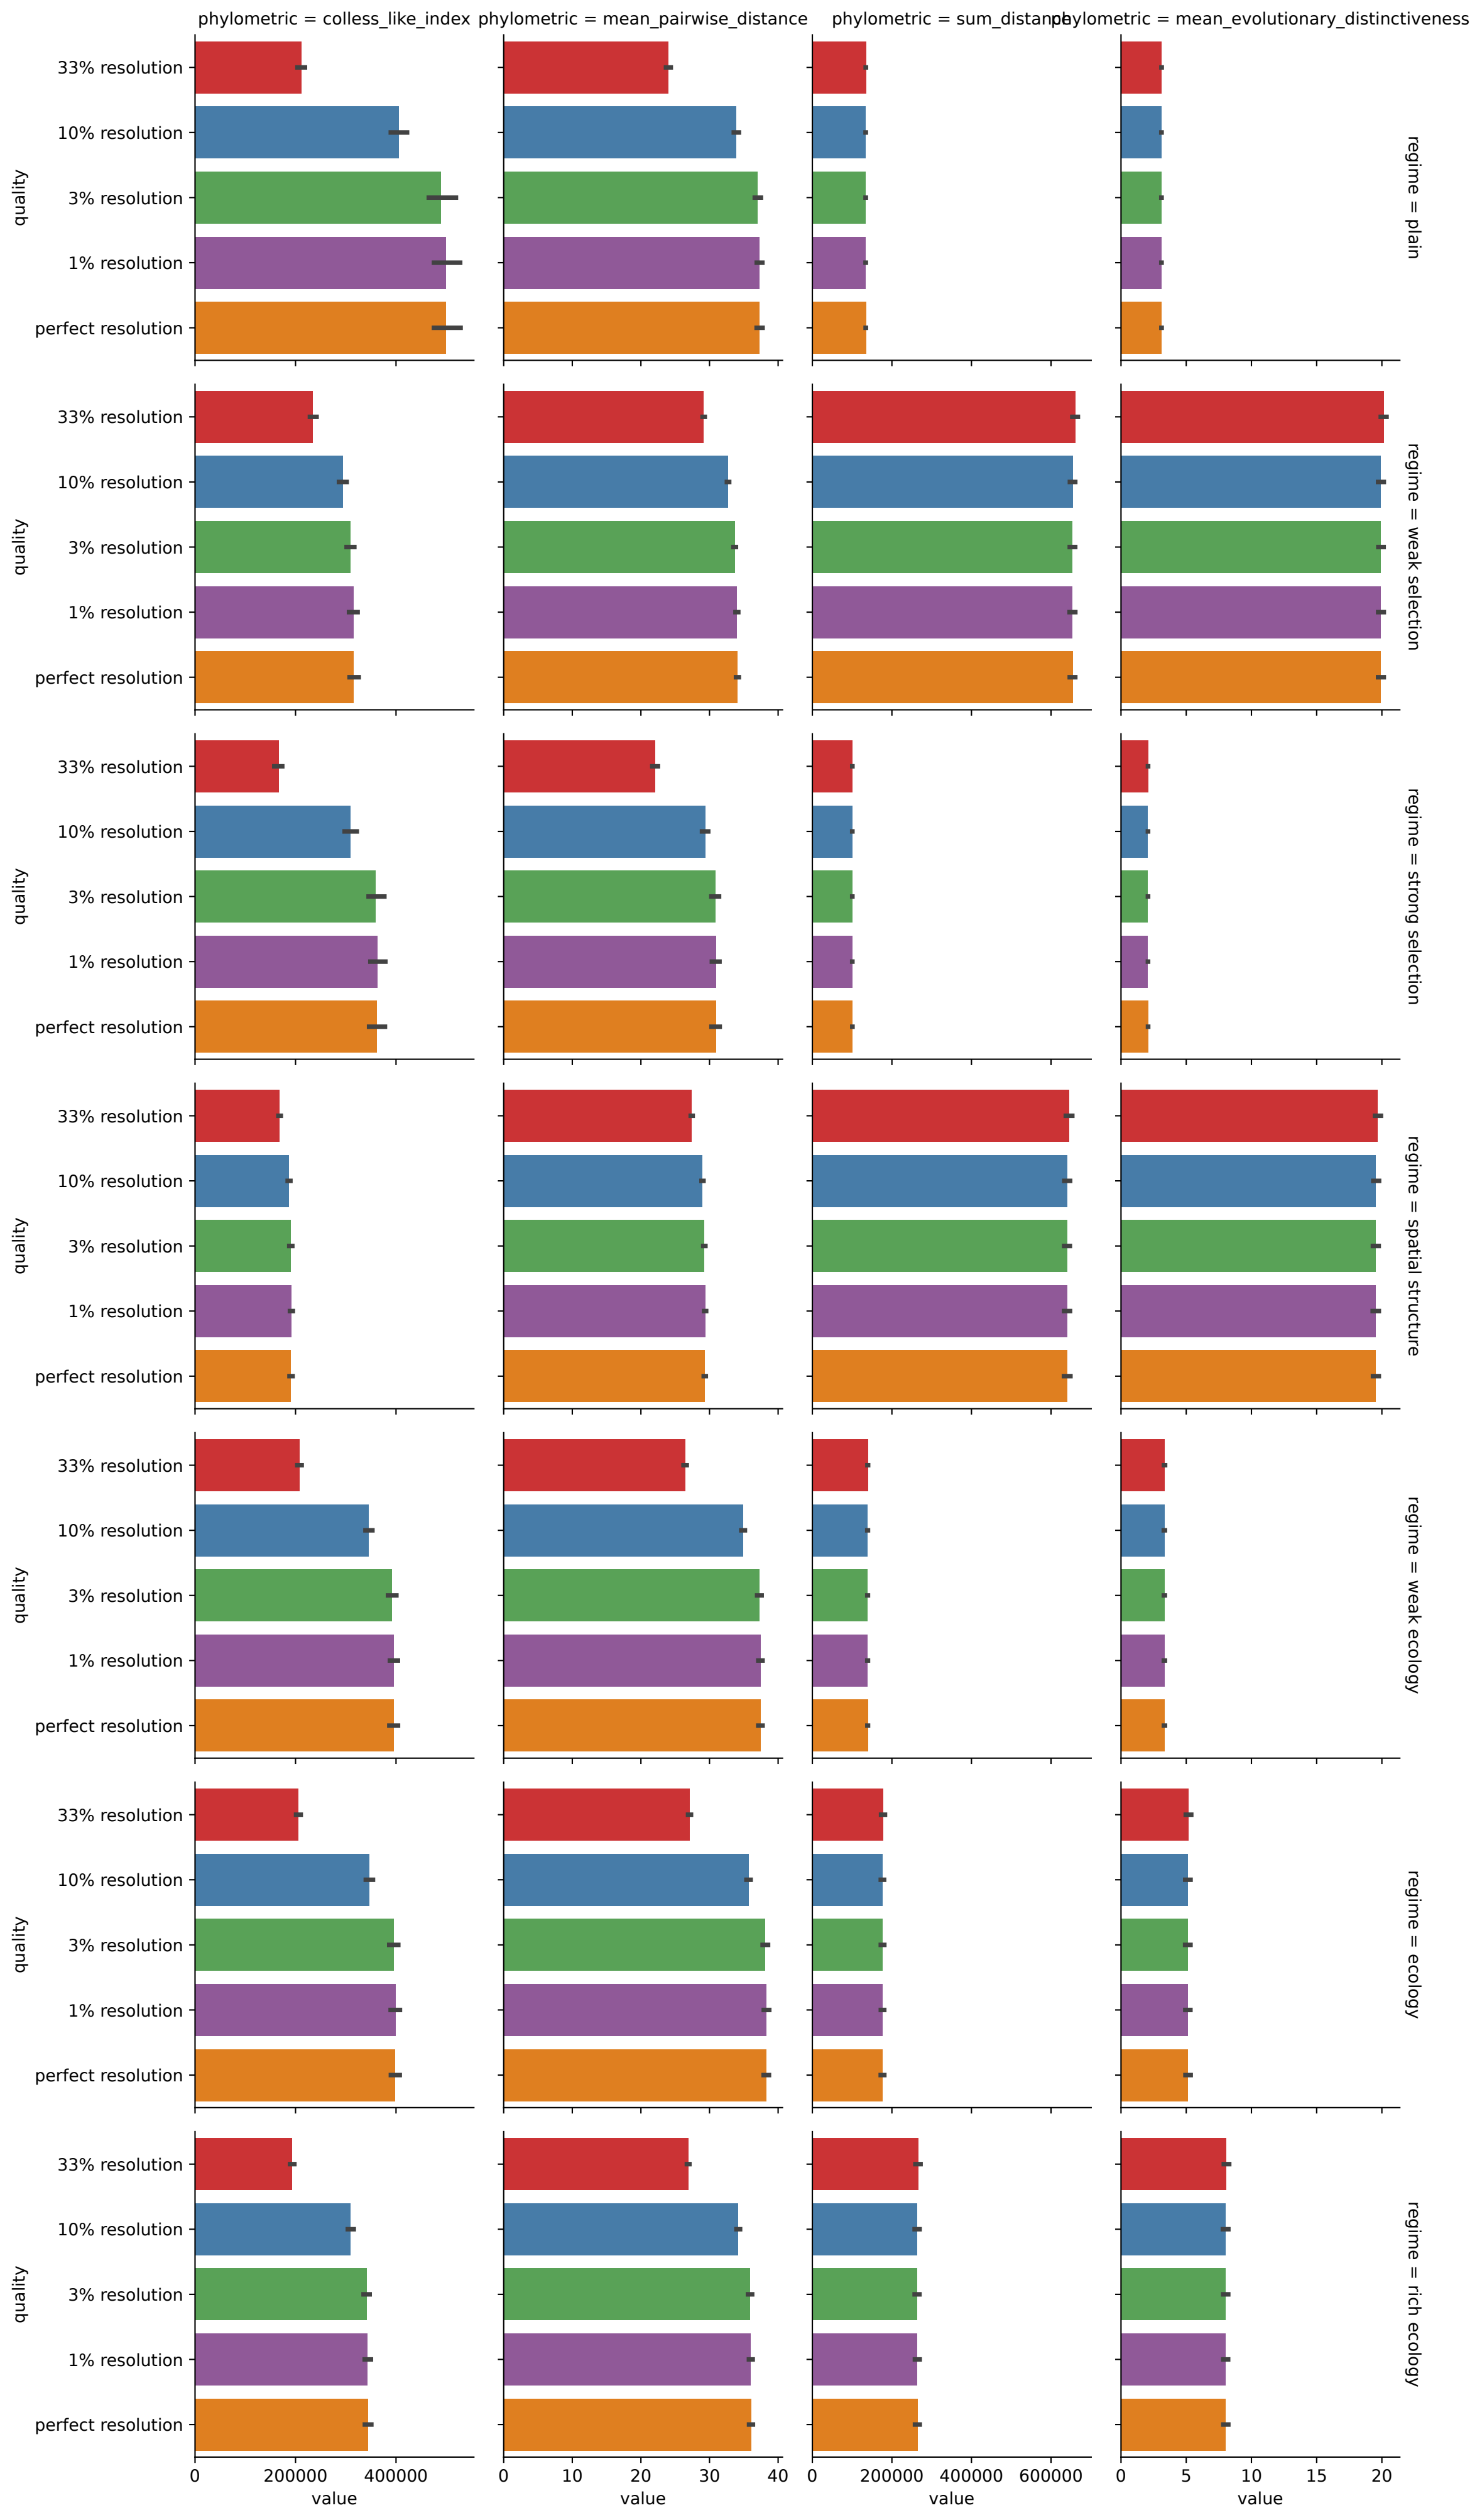 phylometric = colless_like_index
phylometric = mean_pairwise_distance
phylometric = sum_distance
phylometric = mean_evolutionary_distinctiveness
33% resolution
10% resolution
3% resolution
1% resolution
perfect resolution
quality
regime = plain
33% resolution
10% resolution
3% resolution
1% resolution
perfect resolution
quality
regime = weak selection
33% resolution
10% resolution
3% resolution
1% resolution
perfect resolution
quality
regime = strong selection
33% resolution
10% resolution
3% resolution
1% resolution
perfect resolution
quality
regime = spatial structure
33% resolution
10% resolution
3% resolution
1% resolution
perfect resolution
quality
regime = weak ecology
33% resolution
10% resolution
3% resolution
1% resolution
perfect resolution
quality
regime = ecology
33% resolution
10% resolution
3% resolution
1% resolution
perfect resolution
quality
regime = rich ecology
0 200000 400000
value
0 10 20 30 40
value
0 200000 400000 600000
value
0 5 10 15 20
value